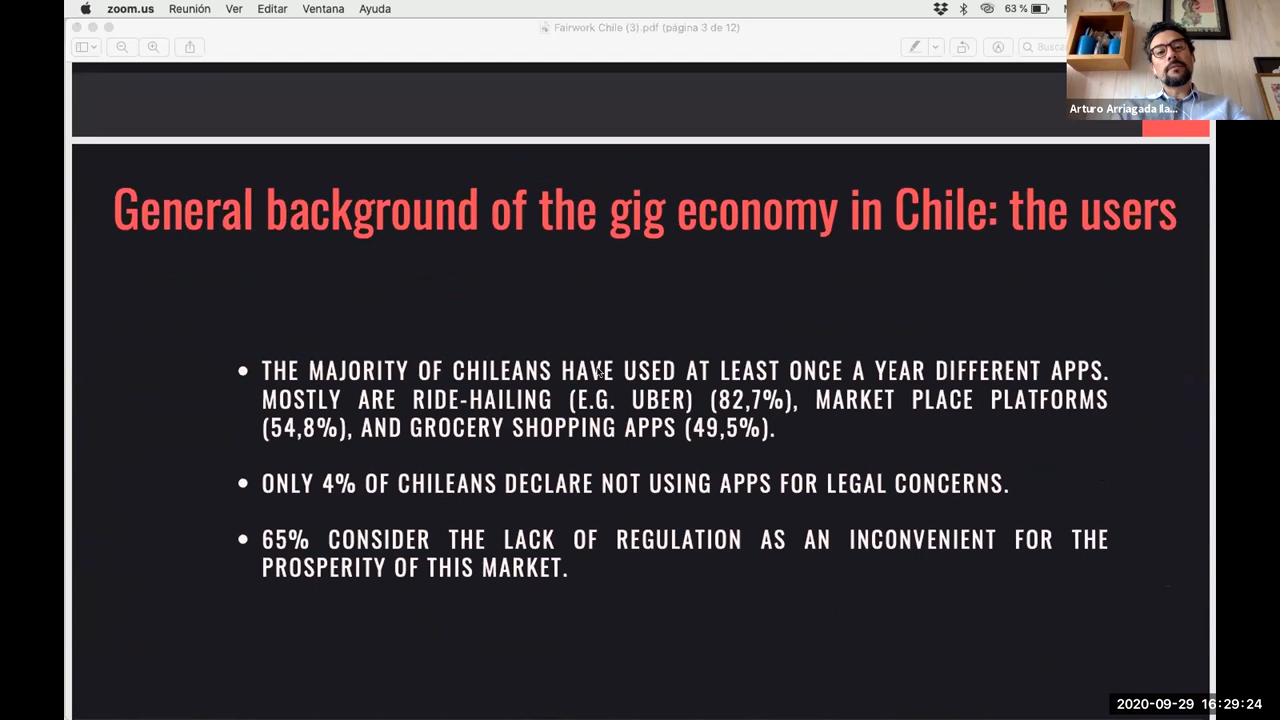 zoom.us Reunión Ver Editar Ventana Ayuda 63 %
Fairwork Chile (3).pdf (página 3 de 12)
Arturo Arriagada Ila...
General background of the gig economy in Chile: the users
• THE MAJORITY OF CHILEANS HAVE USED AT LEAST ONCE A YEAR DIFFERENT APPS.
MOSTLY ARE RIDE-HAILING (E.G. UBER) (82,7%), MARKET PLACE PLATFORMS
(54,8%), AND GROCERY SHOPPING APPS (49,5%).
• ONLY 4% OF CHILEANS DECLARE NOT USING APPS FOR LEGAL CONCERNS.
• 65% CONSIDER THE LACK OF REGULATION AS AN INCONVENIENT FOR THE
PROSPERITY OF THIS MARKET.
2020-09-29 16:29:24